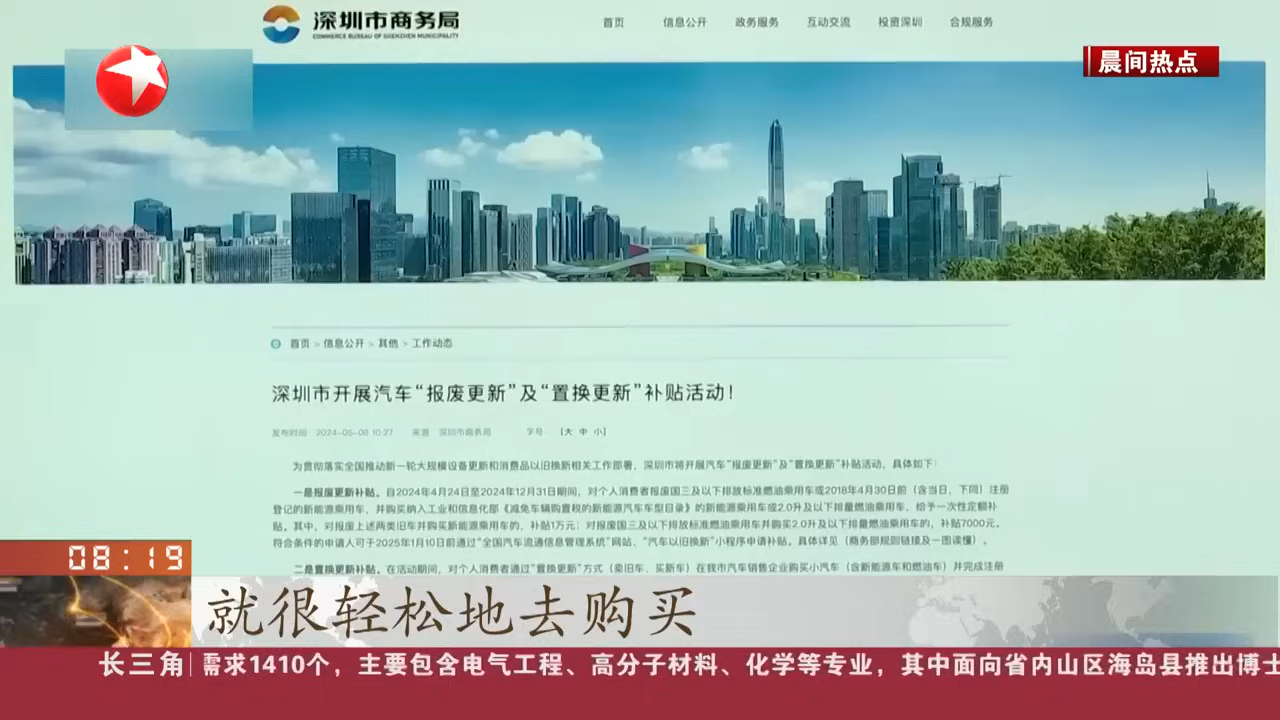 深圳市商务局
COMMERCE BUREAU OF SHENZHEN MUNICIPALITY
首页 信息公开 政务服务 互动交流 投资深圳 合规服务
晨间热点
首页 > 信息公开 > 其他 > 工作动态
深圳市开展汽车“报废更新”及“置换更新”补贴活动！
发布时间 2024-05-06 10:27 来源 深圳市商务局 字号 【大 中 小】
为贯彻落实全国推动新一轮大规模设备更新和消费品以旧换新相关工作部署，深圳市将开展汽车“报废更新”及“置换更新”补贴活动，具体如下：
一是报废更新补贴。自2024年4月24日至2024年12月31日期间，对个人消费者报废国三及以下排放标准燃油乘用车或2018年4月30日前（含当日，下同）注册
登记的新能源乘用车，并购买纳入工业和信息化部《减免车辆购置税的新能源汽车车型目录》的新能源乘用车或2.0升及以下排量燃油乘用车，给予一次性定额补
贴。其中，对报废上述两类旧车并购买新能源乘用车的，补贴1万元；对报废国三及以下排放标准燃油乘用车并购买2.0升及以下排量燃油乘用车的，补贴7000元。
符合条件的申请人可于2025年1月10日前通过“全国汽车流通信息管理系统”网站、“汽车以旧换新”小程序申请补贴。具体详见（商务部规则链接及一图读懂）。
二是置换更新补贴。在活动期间，对个人消费者通过“置换更新”方式（卖旧车、买新车）在我市汽车销售企业购买小汽车（含新能源车和燃油车）并完成注册
08:19
就很轻松地去购买
长三角 需求1410个，主要包含电气工程、高分子材料、化学等专业，其中面向省内山区海岛县推出博士